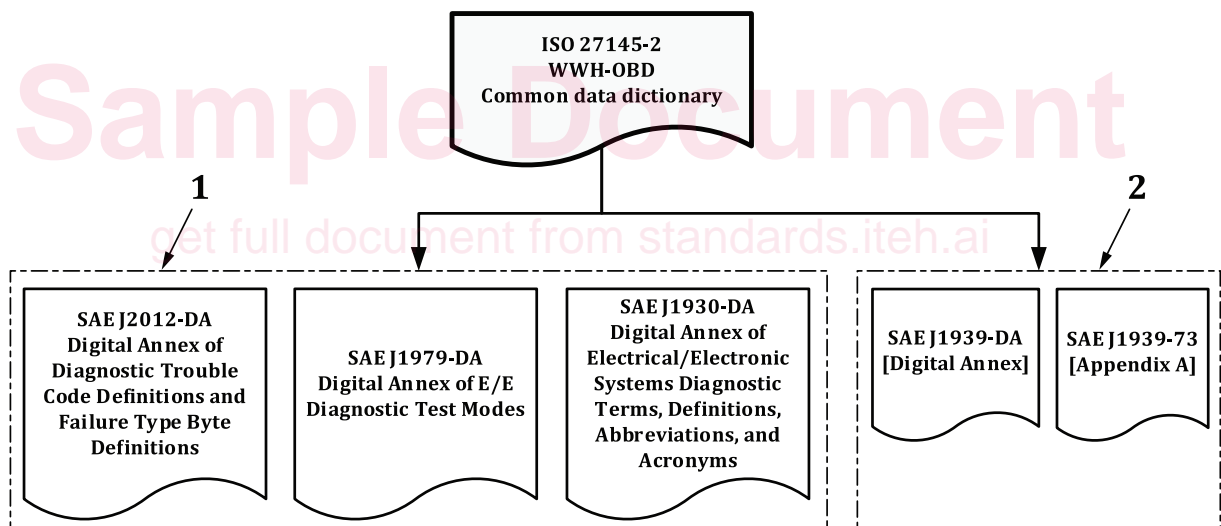 ISO 27145-2
WWH-OBD
Common data dictionary
Sample Document
1
2
get full document from standards.iteh.ai
SAE J2012-DA
Digital Annex of
Diagnostic Trouble
Code Definitions and
Failure Type Byte
Definitions
SAE J1979-DA
Digital Annex of E/E
Diagnostic Test Modes
SAE J1930-DA
Digital Annex of
Electrical/Electronic
Systems Diagnostic
Terms, Definitions,
Abbreviations, and
Acronyms
SAE J1939-DA
[Digital Annex]
SAE J1939-73
[Appendix A]